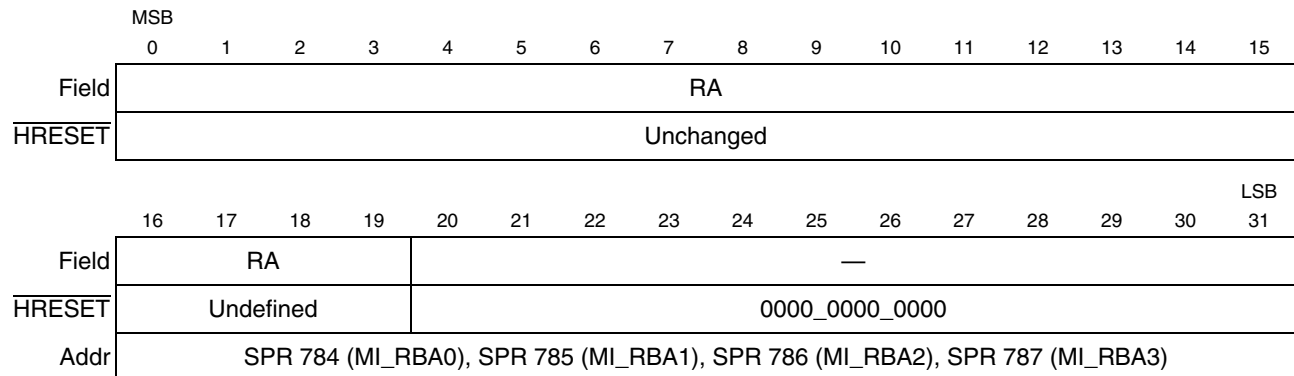 MSB
0 1 2 3 4 5 6 7 8 9 10 11 12 13 14 15
Field RA
HRESET Unchanged
LSB
16 17 18 19 20 21 22 23 24 25 26 27 28 29 30 31
Field RA —
HRESET Undefined 0000_0000_0000
Addr SPR 784 (MI_RBA0), SPR 785 (MI_RBA1), SPR 786 (MI_RBA2), SPR 787 (MI_RBA3)